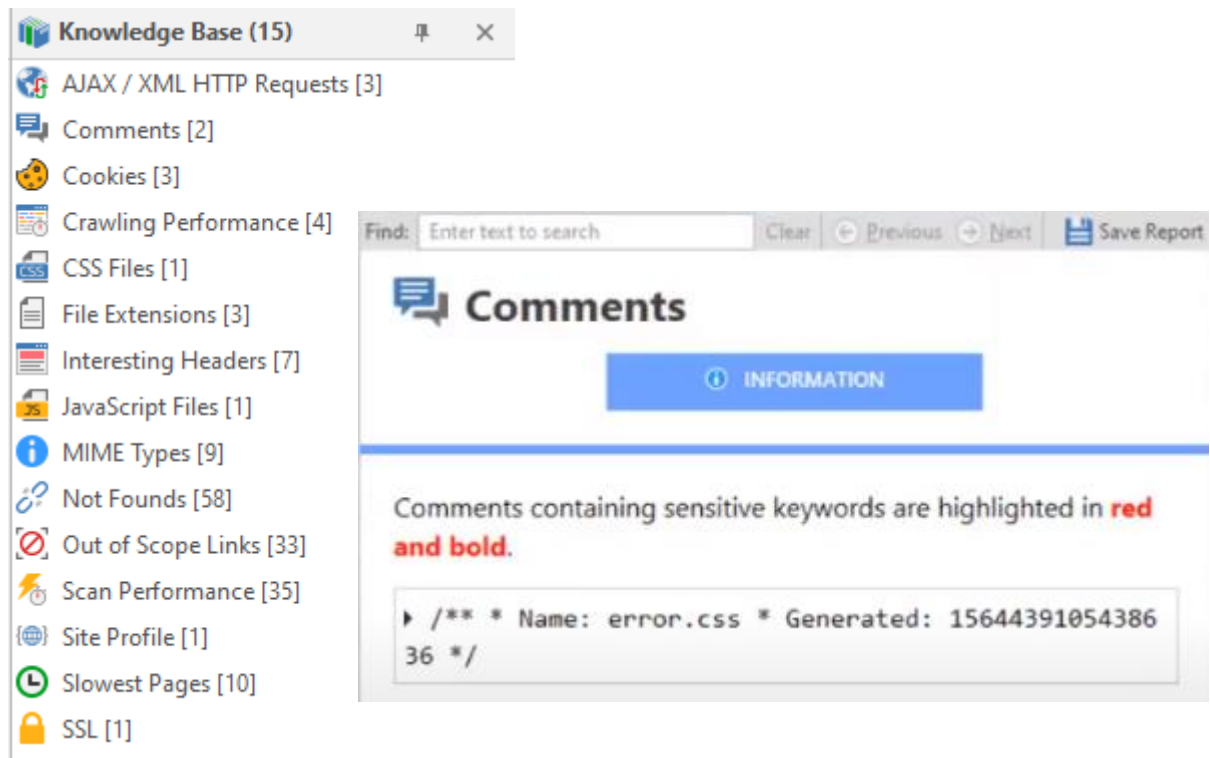 Knowledge Base (15)
AJAX / XML HTTP Requests [3]
Comments [2]
Cookies [3]
Crawling Performance [4]
CSS Files [1]
File Extensions [3]
Interesting Headers [7]
JavaScript Files [1]
MIME Types [9]
Not Founds [58]
Out of Scope Links [33]
Scan Performance [35]
Site Profile [1]
Slowest Pages [10]
SSL [1]
CSS
JS
Find: Enter text to search Clear Previous Next Save Report
Comments
INFORMATION
Comments containing sensitive keywords are highlighted in red
and bold.
/** * Name: error.css * Generated: 15644391054386
36 */